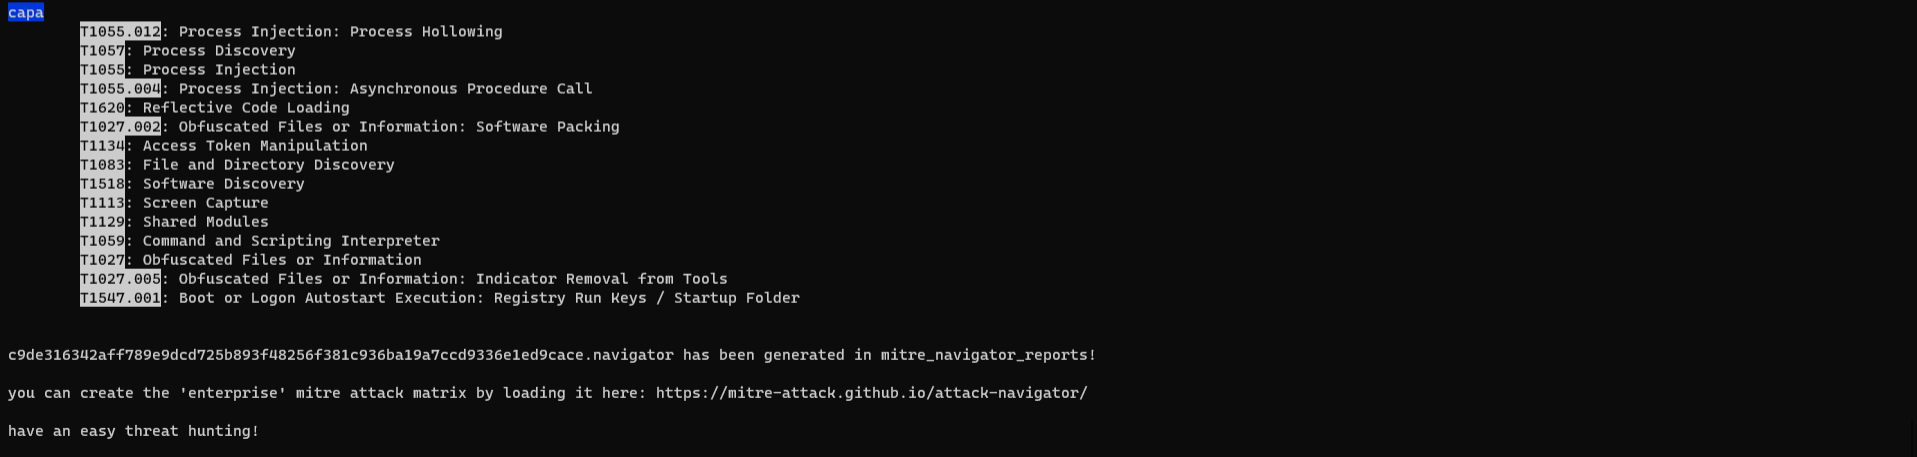 capa
T1055.012: Process Injection: Process Hollowing
T1057: Process Discovery
T1055: Process Injection
T1055.004: Process Injection: Asynchronous Procedure Call
T1620: Reflective Code Loading
T1027.002: Obfuscated Files or Information: Software Packing
T1134: Access Token Manipulation
T1083: File and Directory Discovery
T1518: Software Discovery
T1113: Screen Capture
T1129: Shared Modules
T1059: Command and Scripting Interpreter
T1027: Obfuscated Files or Information
T1027.005: Obfuscated Files or Information: Indicator Removal from Tools
T1547.001: Boot or Logon Autostart Execution: Registry Run Keys / Startup Folder
c9de316342aff789e9dcd725b893f48256f381c936ba19a7ccd9336e1ed9cace.navigator has been generated in mitre_navigator_reports!
you can create the 'enterprise' mitre attack matrix by loading it here: https://mitre-attack.github.io/attack-navigator/
have an easy threat hunting!